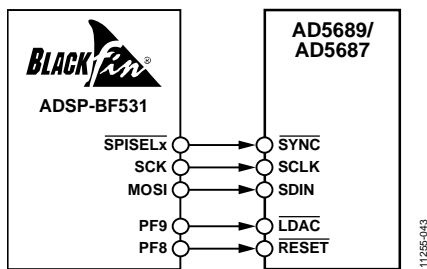 BLACKfin®
ADSP-BF531
AD5689/
AD5687
SPISELx
SYNC
SCK
SCLK
MOSI
SDIN
PF9
LDAC
PF8
RESET
11255-043